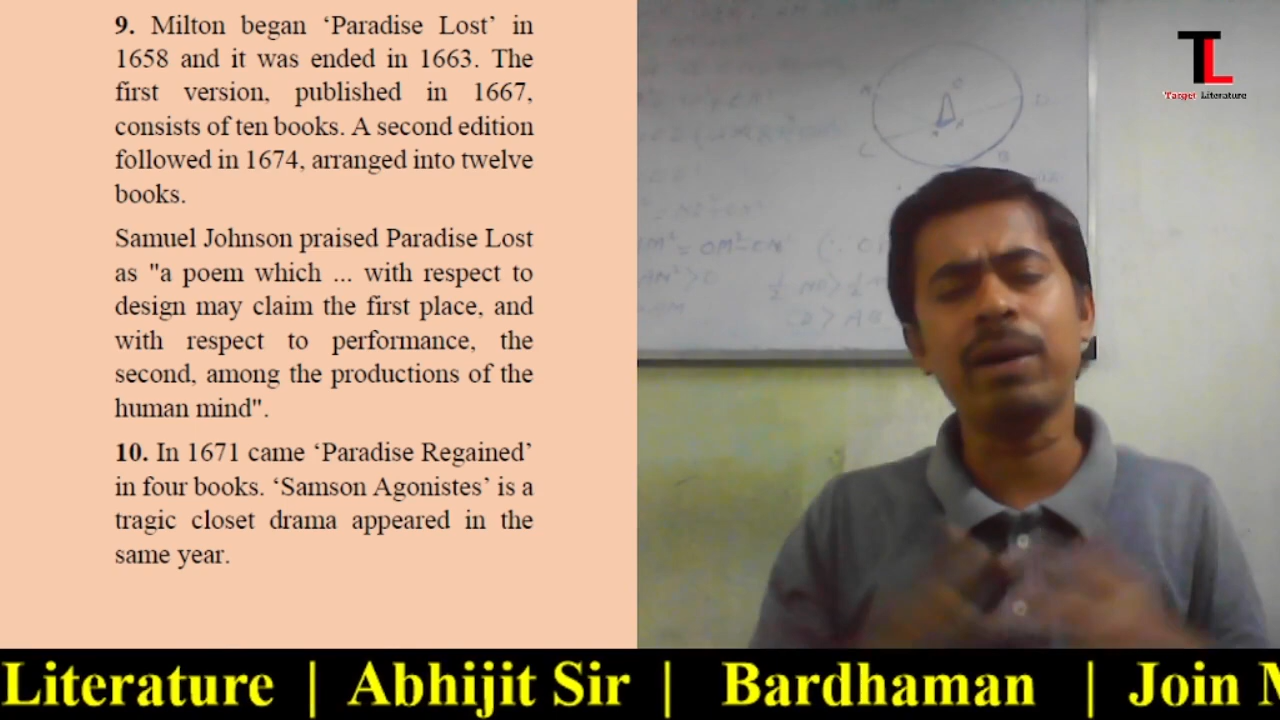 9. Milton began ‘Paradise Lost’ in
1658 and it was ended in 1663. The
first version, published in 1667,
consists of ten books. A second edition
followed in 1674, arranged into twelve
books.
Samuel Johnson praised Paradise Lost
as "a poem which ... with respect to
design may claim the first place, and
with respect to performance, the
second, among the productions of the
human mind".
10. In 1671 came ‘Paradise Regained’
in four books. ‘Samson Agonistes’ is a
tragic closet drama appeared in the
same year.
TL
Target Literature
Literature | Abhijit Sir | Bardhaman | Join